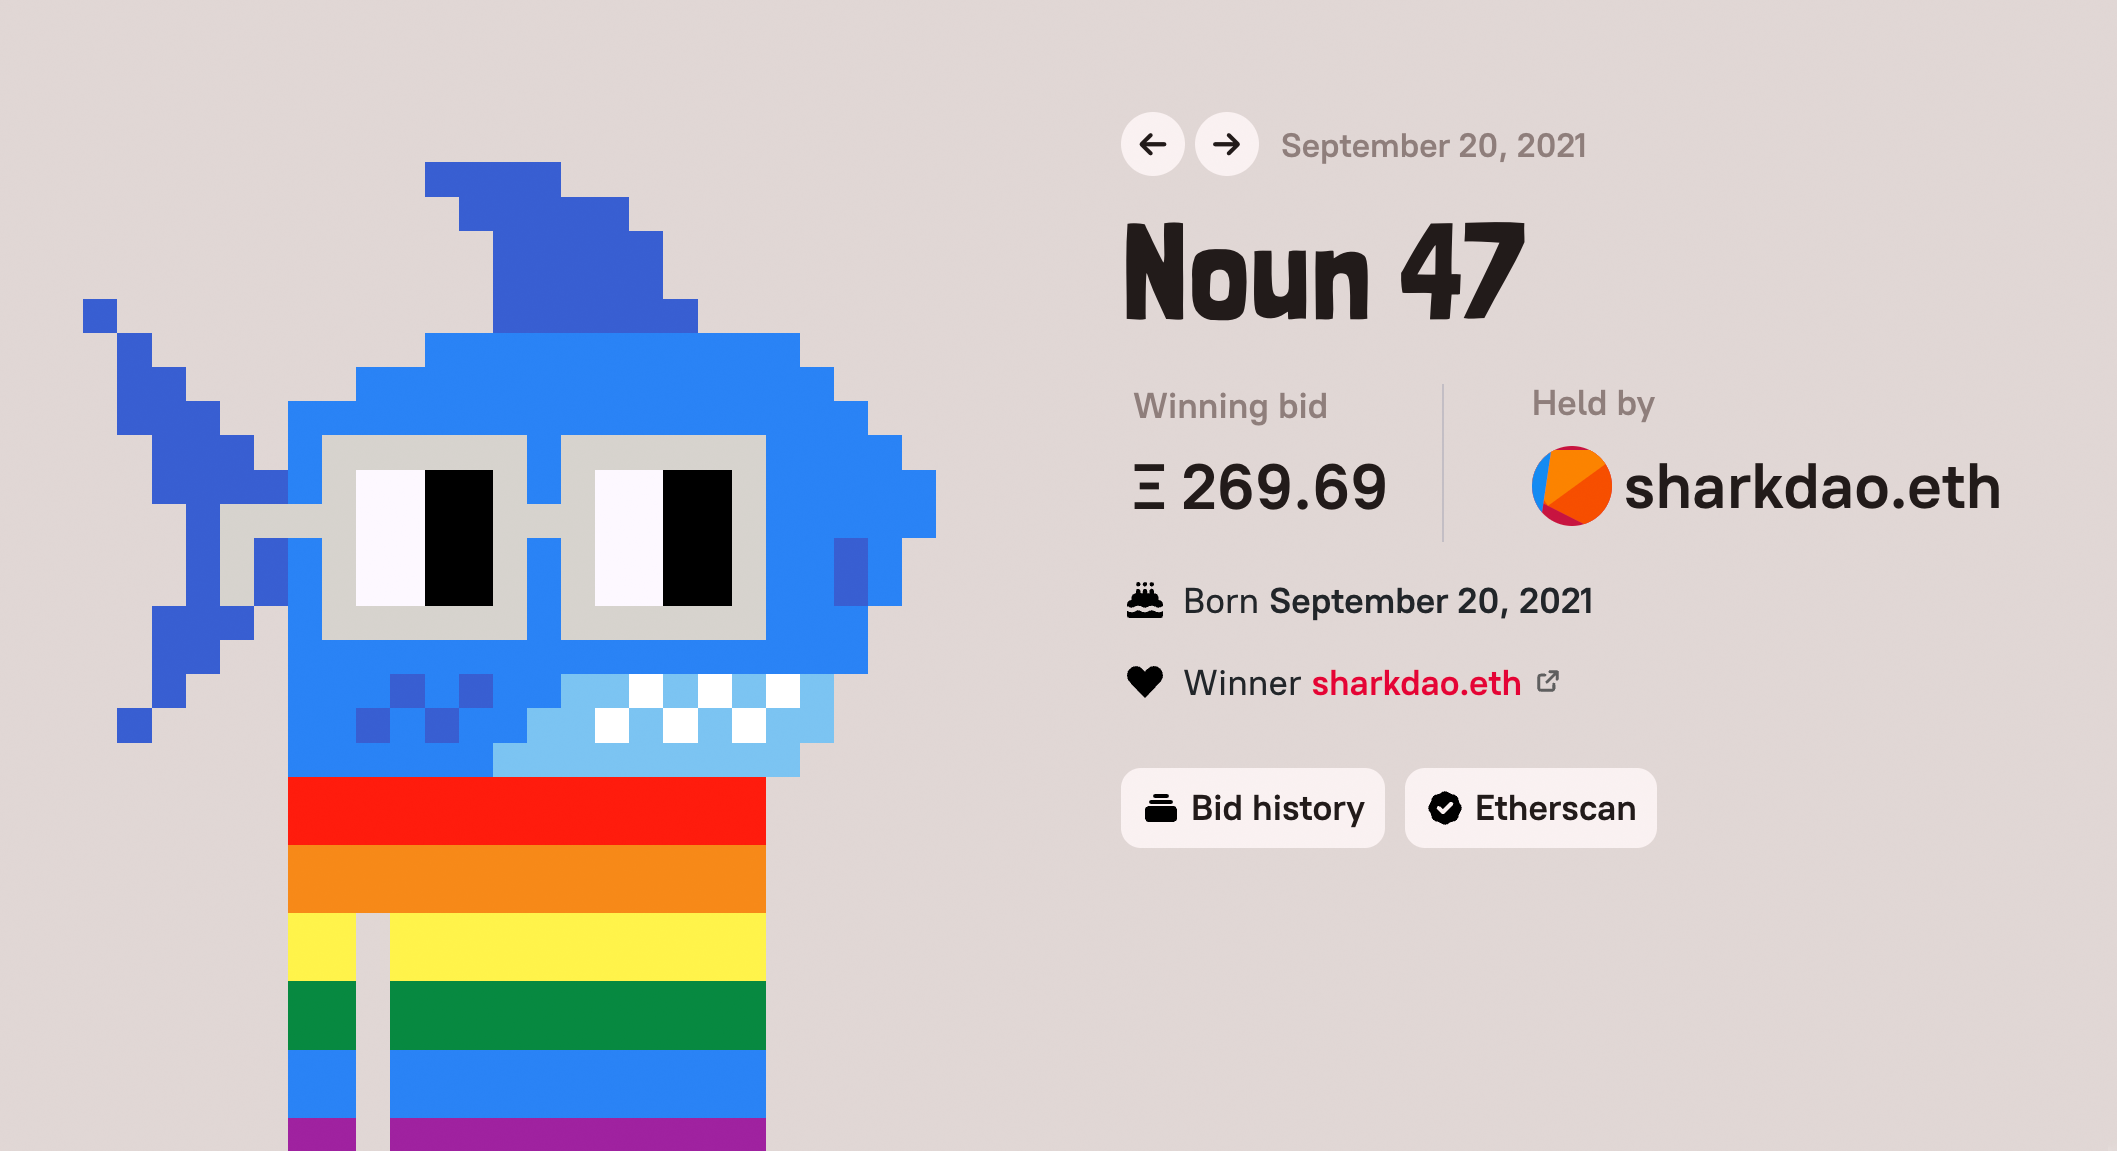 September 20, 2021
Noun 47
Winning bid
Ξ 269.69
Held by
sharkdao.eth
Born September 20, 2021
Winner sharkdao.eth
Bid history
Etherscan